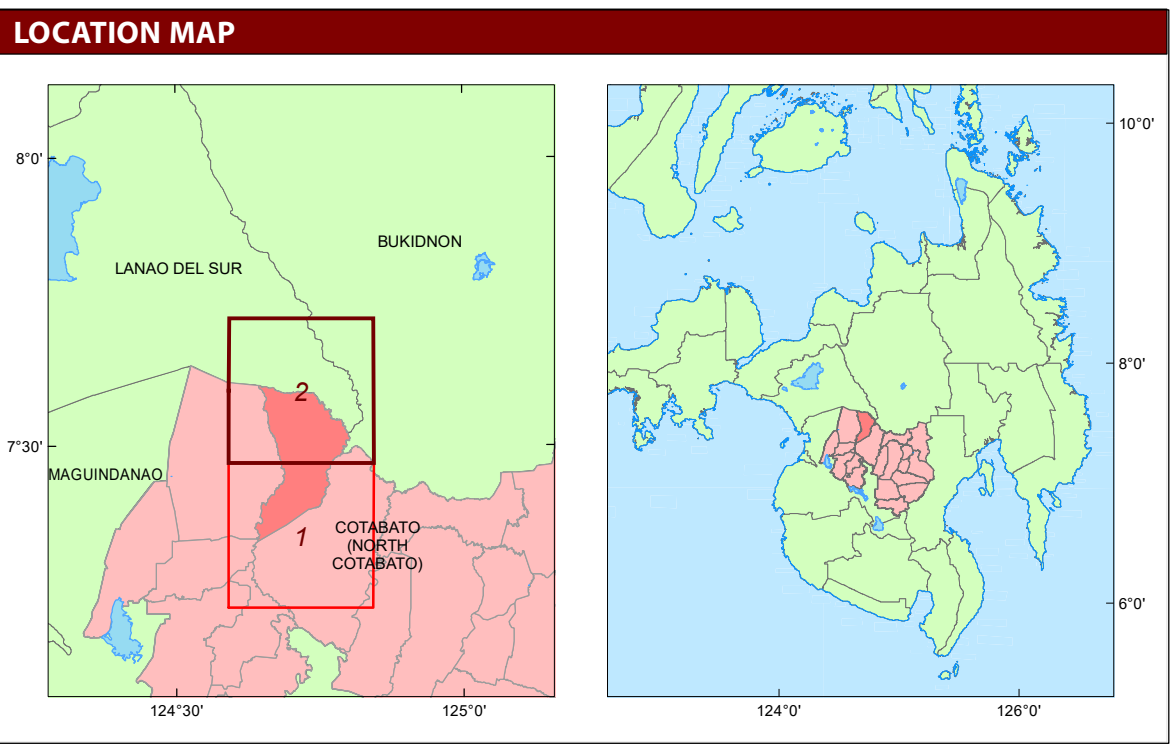 LOCATION MAP
8°0'
BUKIDNON
LANAO DEL SUR
2
7°30'
MAGUINDANAO
1
COTABATO
(NORTH
COTABATO)
124°30'
125°0'
10°0'
8°0'
6°0'
124°0'
126°0'